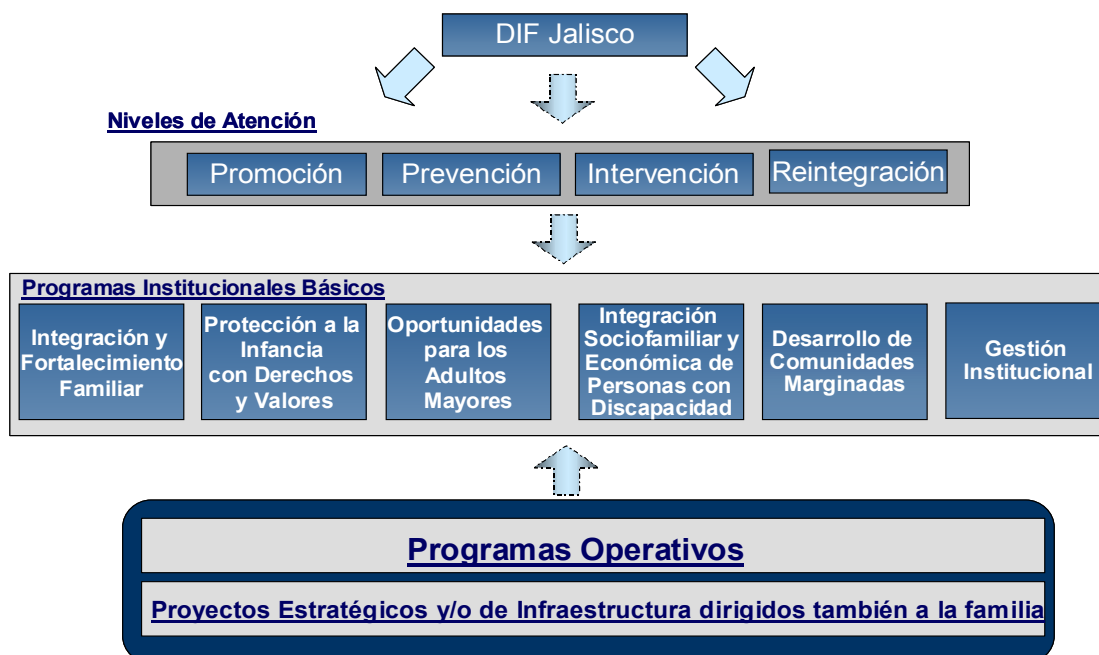 DIF Jalisco
Niveles de Atención
Promoción
Prevención
Intervención
Reintegración
Programas Institucionales Básicos
Integración y
Fortalecimiento
Familiar
Protección a la
Infancia
con Derechos
y Valores
Oportunidades
para los
Adultos
Mayores
Integración
Sociofamiliar y
Económica de
Personas con
Discapacidad
Desarrollo de
Comunidades
Marginadas
Gestión
Institucional
Programas Operativos
Proyectos Estratégicos y/o de Infraestructura dirigidos también a la familia